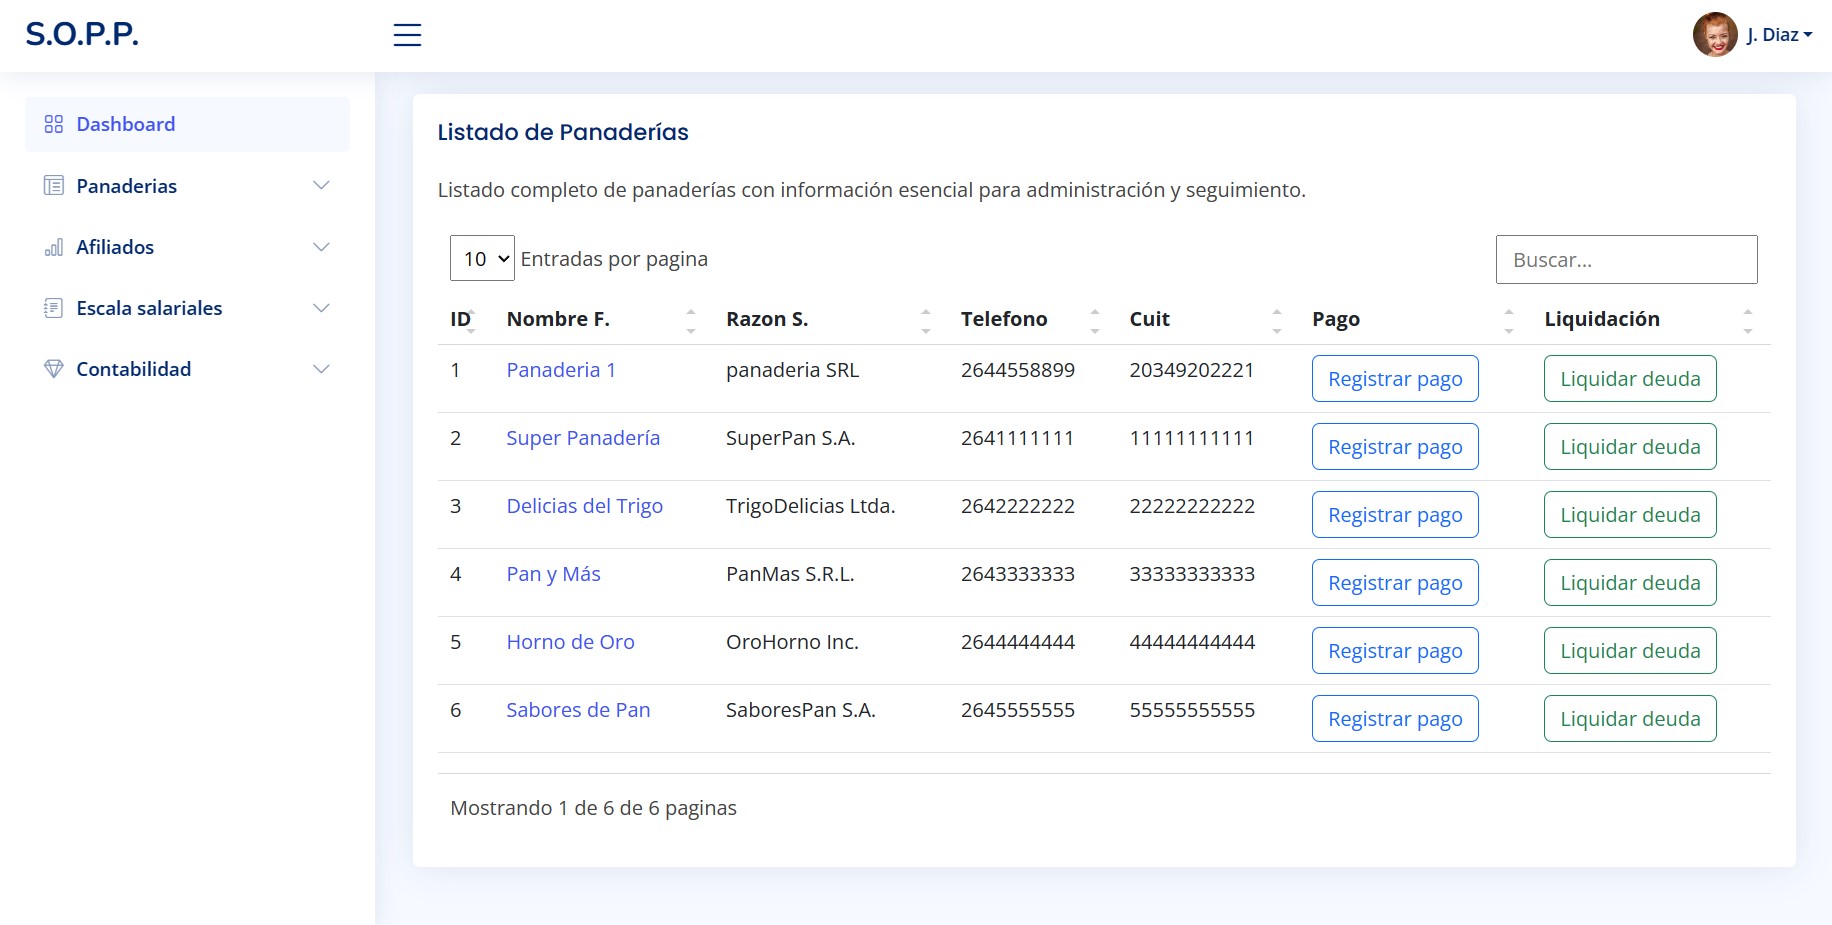 S.O.P.P.
J. Diaz
Dashboard
Panaderias
Afiliados
Escala salariales
Contabilidad
Listado de Panaderías
Listado completo de panaderías con información esencial para administración y seguimiento.
10 Entradas por pagina
Buscar...
ID Nombre F. Razon S. Telefono Cuit Pago Liquidación
1 Panaderia 1 panaderia SRL 2644558899 20349202221 Registrar pago Liquidar deuda
2 Super Panadería SuperPan S.A. 2641111111 11111111111 Registrar pago Liquidar deuda
3 Delicias del Trigo TrigoDelicias Ltda. 2642222222 22222222222 Registrar pago Liquidar deuda
4 Pan y Más PanMas S.R.L. 2643333333 33333333333 Registrar pago Liquidar deuda
5 Horno de Oro OroHorno Inc. 2644444444 44444444444 Registrar pago Liquidar deuda
6 Sabores de Pan SaboresPan S.A. 2645555555 55555555555 Registrar pago Liquidar deuda
Mostrando 1 de 6 de 6 paginas